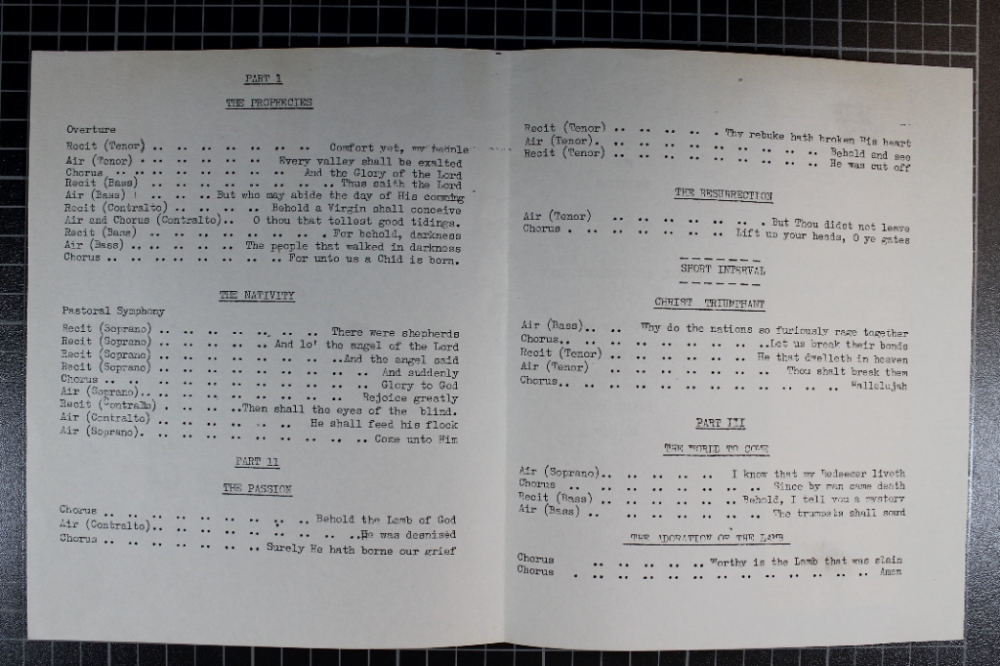 PART 1
THE PROPHECIES
Overture
Recit (Tenor) .. .. .. .. .. .. .. Comfort yet, my people
Air (Tenor) .. .. .. .. .. .. Every valley shall be exalted
Chorus .. .. .. .. .. .. .. And the Glory of the Lord
Recit (Bass) .. .. .. .. .. .. .. .. Thus saith the Lord
Air (Bass) ! .. .. ..But who may abide the day of His comming
Recit (Contralto) .. .. .. .. Behold a Virgin shall conceive
Air and Chorus (Contralto).. O thou that tellest good tidings.
Recit (Bass) .. .. .. .. .. .. .. .. For behold, darkness
Air (Bass) .. .. .. .. .. The people that walked in darkness
Chorus .. .. .. .. .. .. .. .. For unto us a Chid is born.
THE NATIVITY
Pastoral Symphony
Recit (Soprano) .. .. .. .. .. .. .. There were shepherds
Recit (Soprano) .. .. .. .. .. And lo' the angel of the Lord
Recit (Soprano) .. .. .. .. .. .. .. ..And the angel said
Recit (Soprano) .. .. .. .. .. .. .. .. .. And suddenly
Chorus .. .. .. .. .. .. .. .. .. .. Glory to God
Air (Soprano).. .. .. .. .. .. .. .. Rejoice greatly
Recit (Contralto) . .. .. ..Then shall the eyes of the blind.
Air (Contralto) .. .. .. .. .. .. He shall feed his flock
Air (Soprano). .. .. .. .. .. .. .. .. .. Come unto Him
PART 11
THE PASSION
Chorus .. .. .. .. .. .. .. .. .. Behold the Lamb of God
Air (Contralto).. .. .. .. .. .. .. .. ..He was despised
Chorus .. .. .. .. .. .. .. .. Surely He hath borne our grief
Recit (Tenor) .. .. .. .. . Thy rebuke hath broken His heart
Air (Tenor). .. .. .. .. .. .. .. .. .. Behold and see
Recit (Tenor) .. .. .. .. .. .. .. .. .. He was cut off
THE RESURRECTION
Air (Tenor) .. .. .. .. .. .. . ..But Thou didst not leave
Chorus . .. .. .. .. .. .. .. Lift up your heads, O ye gates
SHORT INTERVAL
CHRIST TRIUMPHANT
Air (Bass).. .. Why do the nations so furiously rage together
Chorus.. .. .. .. .. .. .. .. ..Let us break their bonds
Recit (Tenor) .. .. .. .. .. .. He that dwelleth in heaven
Air (Tenor) .. .. .. .. .. .. .. Thou shalt break them
Chorus.. .. .. .. .. .. .. .. .. .. .. .. Hallelujah
PART III
THE WORLD TO COME
Air (Soprano).. .. .. .. .. I know that my Redeemer liveth
Chorus .. .. .. .. .. .. .. .. Since by man came death
Recit (Bass) .. .. .. .. .. .. Behold, I tell you a mystery
Air (Bass) .. .. .. .. .. .. .. .. The trumpets shall sound
THE ADORATION OF THE LAMB
Chorus .. .. .. .. .. Worthy is the Lamb that was slain
Chorus . .. .. .. .. .. .. .. .. .. .. .. .. Amen